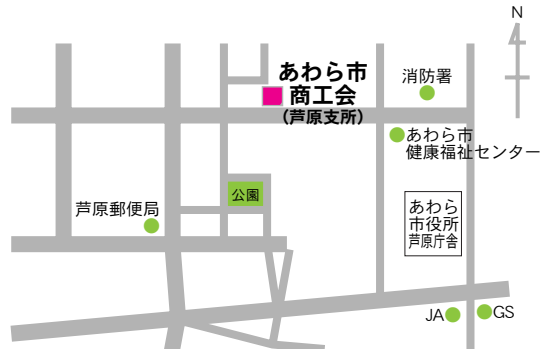 N
あわら市
商工会
（芦原支所）
消防署
あわら市
健康福祉センター
公園
芦原郵便局
あわら
市役所
芦原庁舎
JA
GS